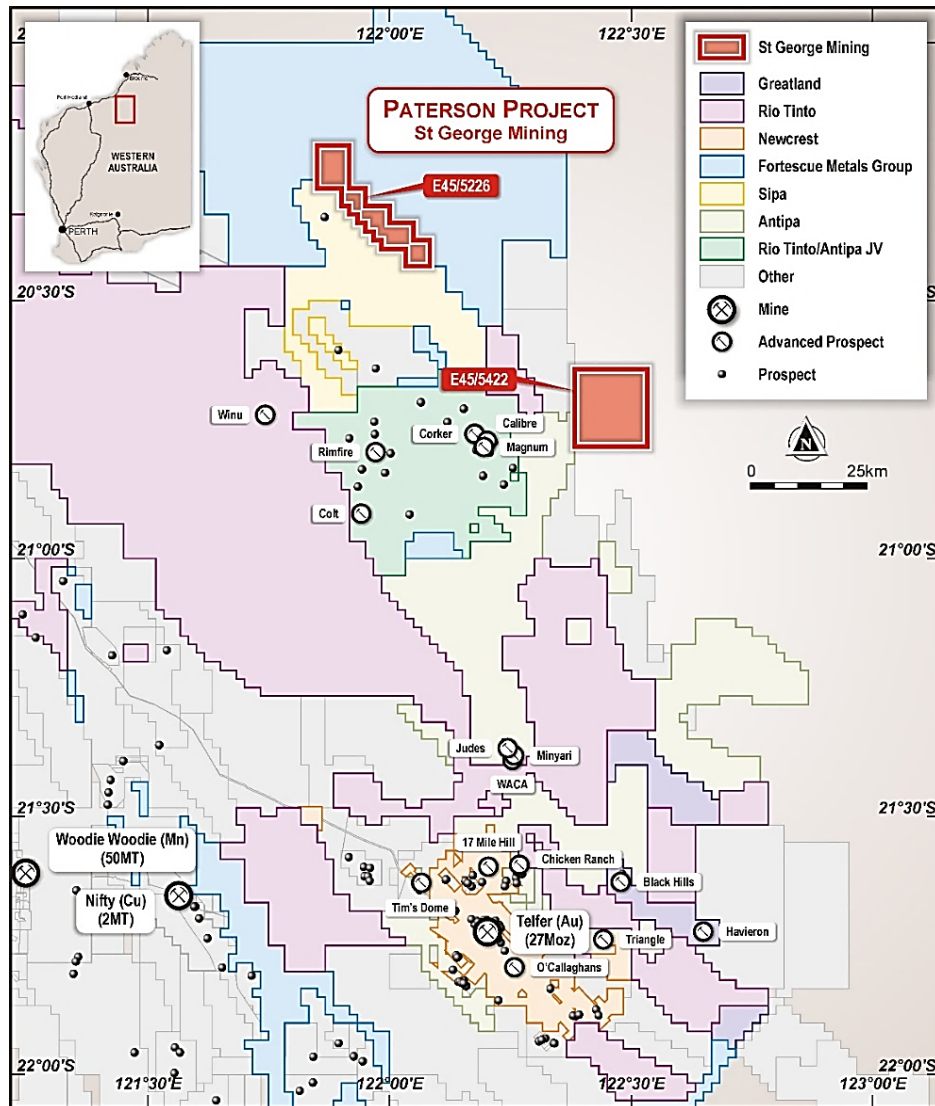 122°00'E
122°30'E
PATERSON PROJECT
St George Mining
WESTERN
AUSTRALIA
PERTH
E45/5226
E45/5422
20°30'S
20°30'S
St George Mining
Greatland
Rio Tinto
Newcrest
Fortescue Metals Group
Sipa
Antipa
Rio Tinto/Antipa JV
Other
Mine
Advanced Prospect
Prospect
N
0 25km
Winu
Corker
Calibre
Rimfire
Magnum
Colt
21°00'S
21°00'S
Judes
Minyari
WACA
21°30'S
21°30'S
Woodie Woodie (Mn)
(50MT)
Nifty (Cu)
(2MT)
17 Mile Hill
Chicken Ranch
Tim's Dome
Black Hills
Telfer (Au)
(27Moz)
Triangle
Havieron
O'Callaghans
22°00'S
22°00'S
121°30'E
122°00'E
122°30'E
123°00'E